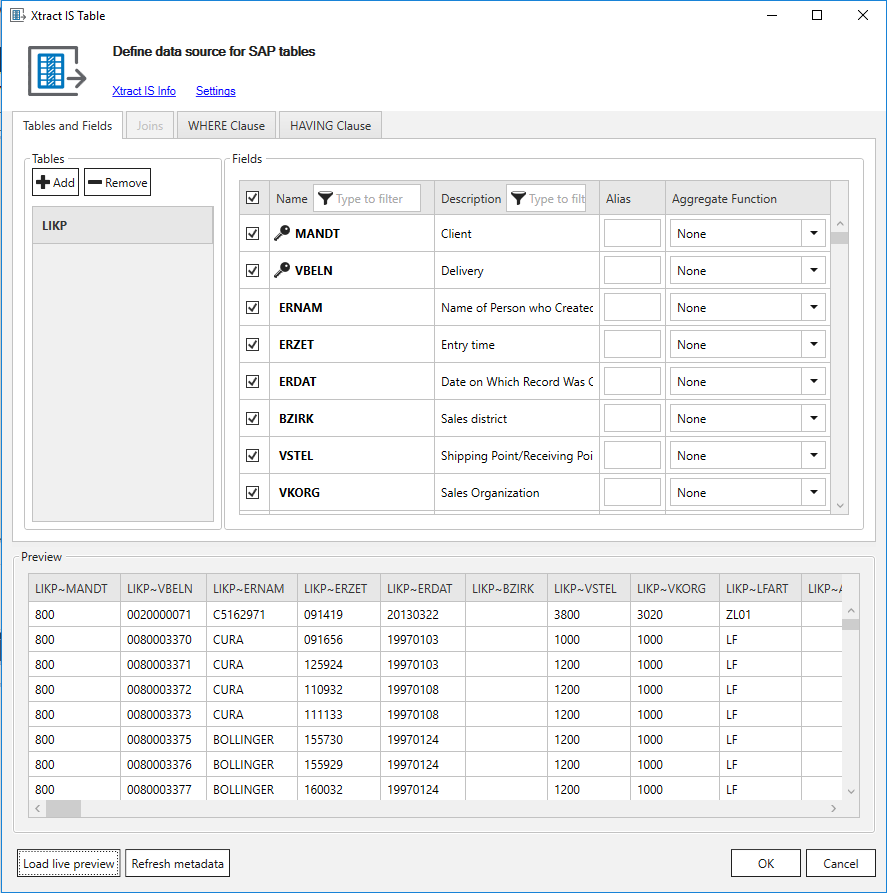 Xtract IS Table
Define data source for SAP tables
Xtract IS Info Settings
Tables and Fields Joins WHERE Clause HAVING Clause
Tables
Add Remove
LIKP
Fields
Name Type to filter Description Type to filt Alias Aggregate Function
MANDT Client None
VBELN Delivery None
ERNAM Name of Person who Created None
ERZET Entry time None
ERDAT Date on Which Record Was C None
BZIRK Sales district None
VSTEL Shipping Point/Receiving Poi None
VKORG Sales Organization None
Preview
LIKP~MANDT LIKP~VBELN LIKP~ERNAM LIKP~ERZET LIKP~ERDAT LIKP~BZIRK LIKP~VSTEL LIKP~VKORG LIKP~LFART LIKP~A
800 0020000071 C5162971 091419 20130322 3800 3020 ZL01
800 0080003370 CURA 091656 19970103 1000 1000 LF
800 0080003371 CURA 125924 19970103 1200 1000 LF
800 0080003372 CURA 110932 19970108 1200 1000 LF
800 0080003373 CURA 111133 19970108 1200 1000 LF
800 0080003375 BOLLINGER 155730 19970124 1200 1000 LF
800 0080003376 BOLLINGER 155929 19970124 1200 1000 LF
800 0080003377 BOLLINGER 160032 19970124 1200 1000 LF
Load live preview Refresh metadata OK Cancel